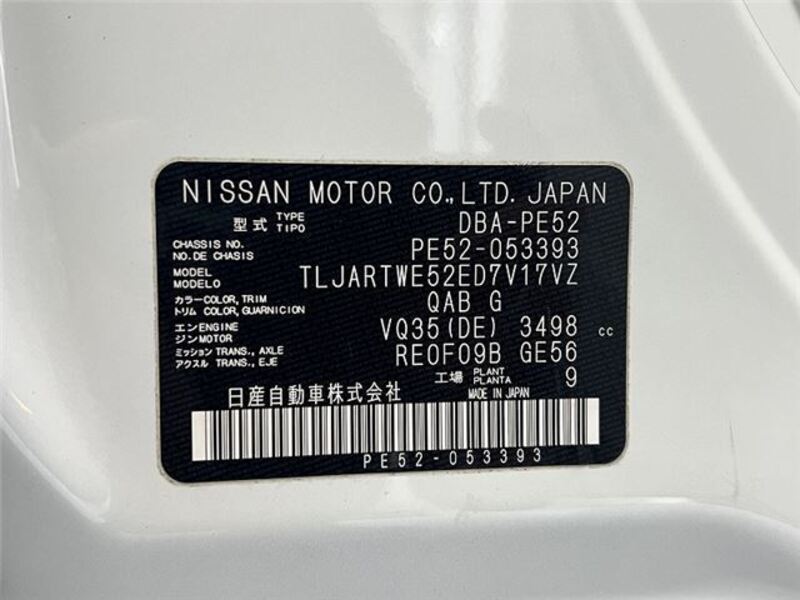 NISSAN MOTOR CO.,LTD. JAPAN
型式 TYPE TIPO DBA-PE52
CHASSIS NO. NO.DE CHASIS PE52-053393
MODEL MODELO TLJARTWE52ED7V17VZ
カラー COLOR,TRIM トリム COLOR,GUARNICION QAB G
エン ENGINE ジン MOTOR VQ35(DE) 3498 cc
ミッション TRANS., AXLE アクスル TRANS., EJE RE0F09B GE56
工場 PLANT PLANTA 9
日産自動車株式会社 MADE IN JAPAN
PE52-053393